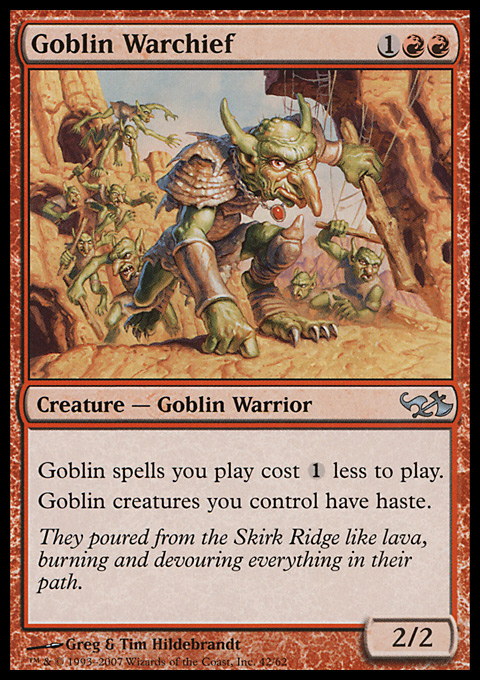 Goblin Warchief 1
Creature — Goblin Warrior
Goblin spells you play cost 1 less to play.
Goblin creatures you control have haste.
They poured from the Skirk Ridge like lava,
burning and devouring everything in their
path.
Greg & Tim Hildebrandt
2/2
™ & © 1993-2007 Wizards of the Coast, Inc. 42/62